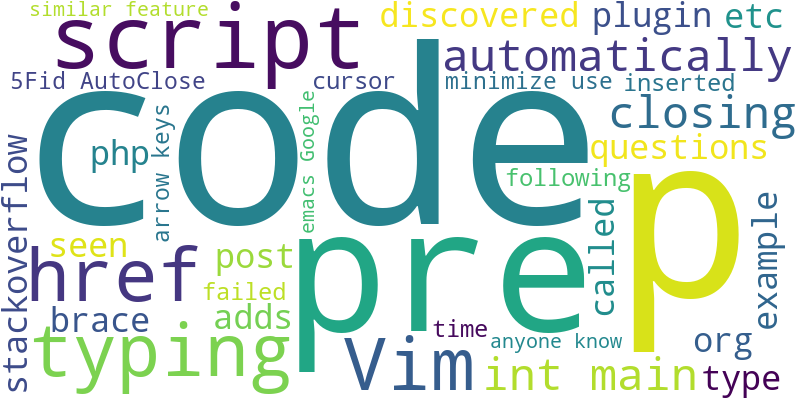 similar feature
script
discovered
plugin
etc
automatically
5Fid AutoClose
cursor
minimize use
inserted
code
closing
php
arrow keys
emacs Google
questions
p
following
stackoverflow
seen
href
post
pre
called
example
failed
brace
adds
typing
Vim
time
anyone know
org
int main
type